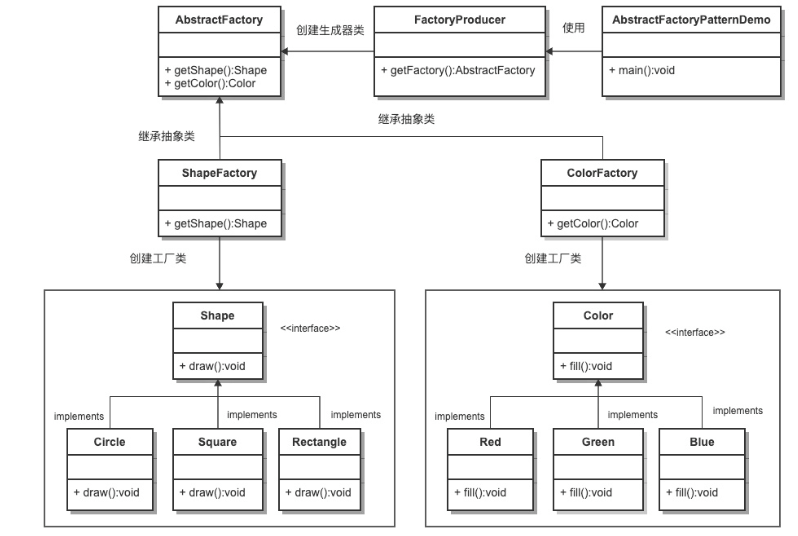 AbstractFactory
+ getShape():Shape
+ getColor():Color
创建生成器类
FactoryProducer
+ getFactory():AbstractFactory
使用
AbstractFactoryPatternDemo
+ main():void
继承抽象类
继承抽象类
ShapeFactory
+ getShape():Shape
ColorFactory
+ getColor():Color
创建工厂类
创建工厂类
Shape
+ draw():void
<<interface>>
implements
implements
implements
Circle
+ draw():void
Square
+ draw():void
Rectangle
+ draw():void
Color
+ fill():void
<<interface>>
implements
implements
implements
Red
+ fill():void
Green
+ fill():void
Blue
+ fill():void